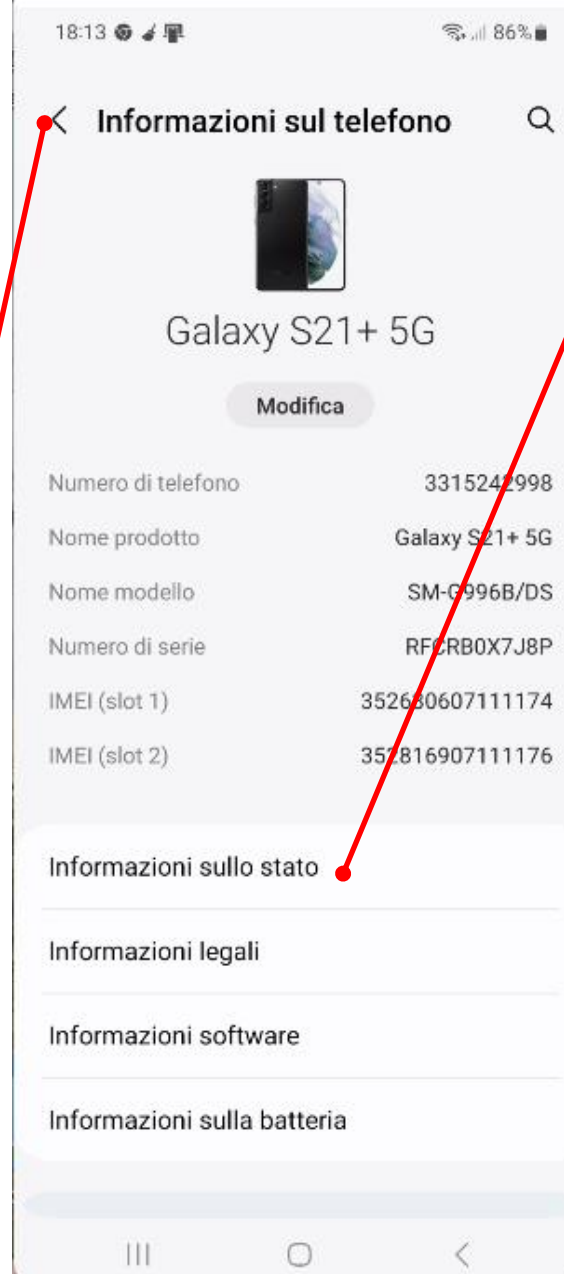 18:13 86%
Informazioni sul telefono
Galaxy S21+ 5G
Modifica
Numero di telefono 3315242998
Nome prodotto Galaxy S21+ 5G
Nome modello SM-G996B/DS
Numero di serie RFCRB0X7J8P
IMEI (slot 1) 352630607111174
IMEI (slot 2) 352816907111176
Informazioni sullo stato
Informazioni legali
Informazioni software
Informazioni sulla batteria